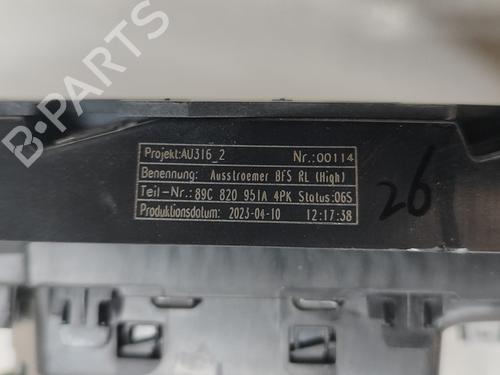 B-PARTS
Projekt:AU316_2 Nr.:00114
Benennung: Ausstroemer BFS RL (High)
Teil-Nr.: 89C 820 951A 4PK Status:06S
Produktionsdatum: 2023-04-10 12:17:38
26